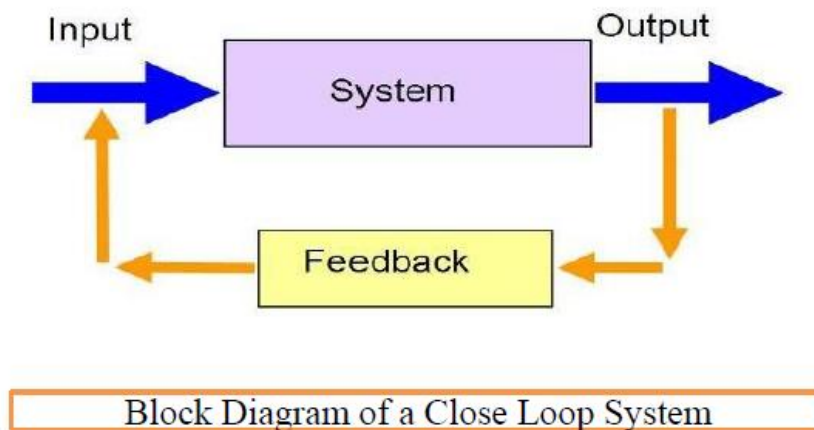 Input
Output
System
Feedback
Block Diagram of a Close Loop System